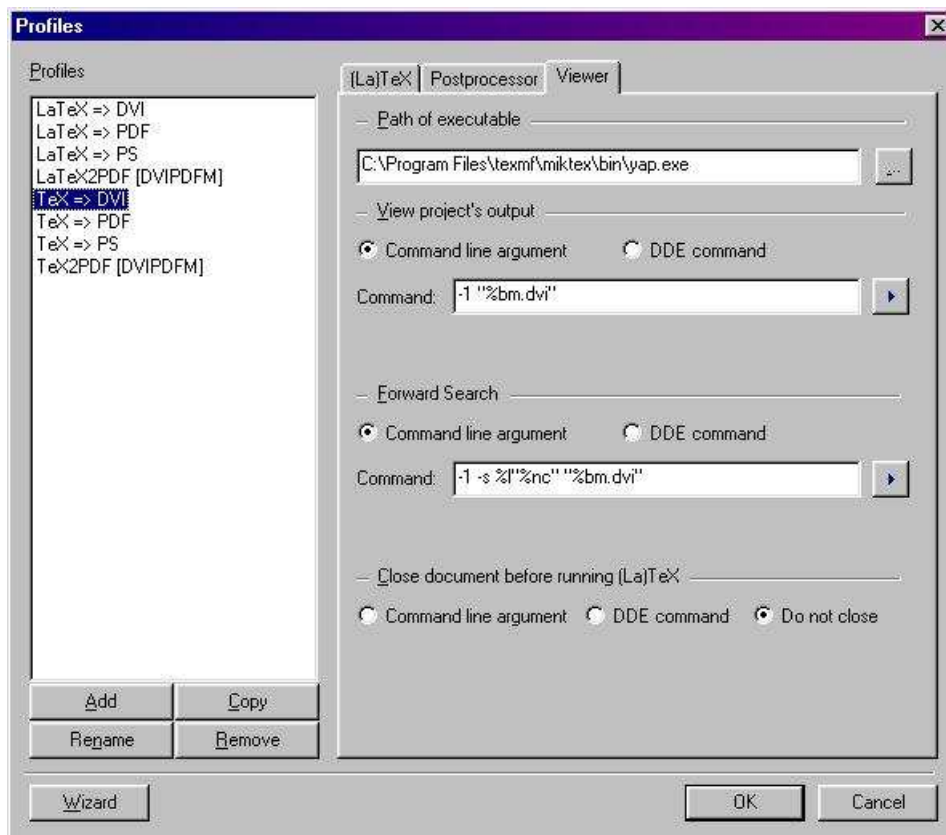 Profiles
Profiles
LaTeX => DVI
LaTeX => PDF
LaTeX => PS
LaTeX2PDF [DVIPDFM]
TeX => DVI
TeX => PDF
TeX => PS
TeX2PDF [DVIPDFM]
Add
Copy
Rename
Remove
(La)TeX
Postprocessor
Viewer
Path of executable
C:\Program Files\texmf\miktex\bin\yap.exe
...
View project's output
Command line argument
DDE command
Command:
-1 "%bm.dvi"
Forward Search
Command line argument
DDE command
Command:
-1 -s %l"%nc" "%bm.dvi"
Close document before running (La)TeX
Command line argument
DDE command
Do not close
Wizard
OK
Cancel